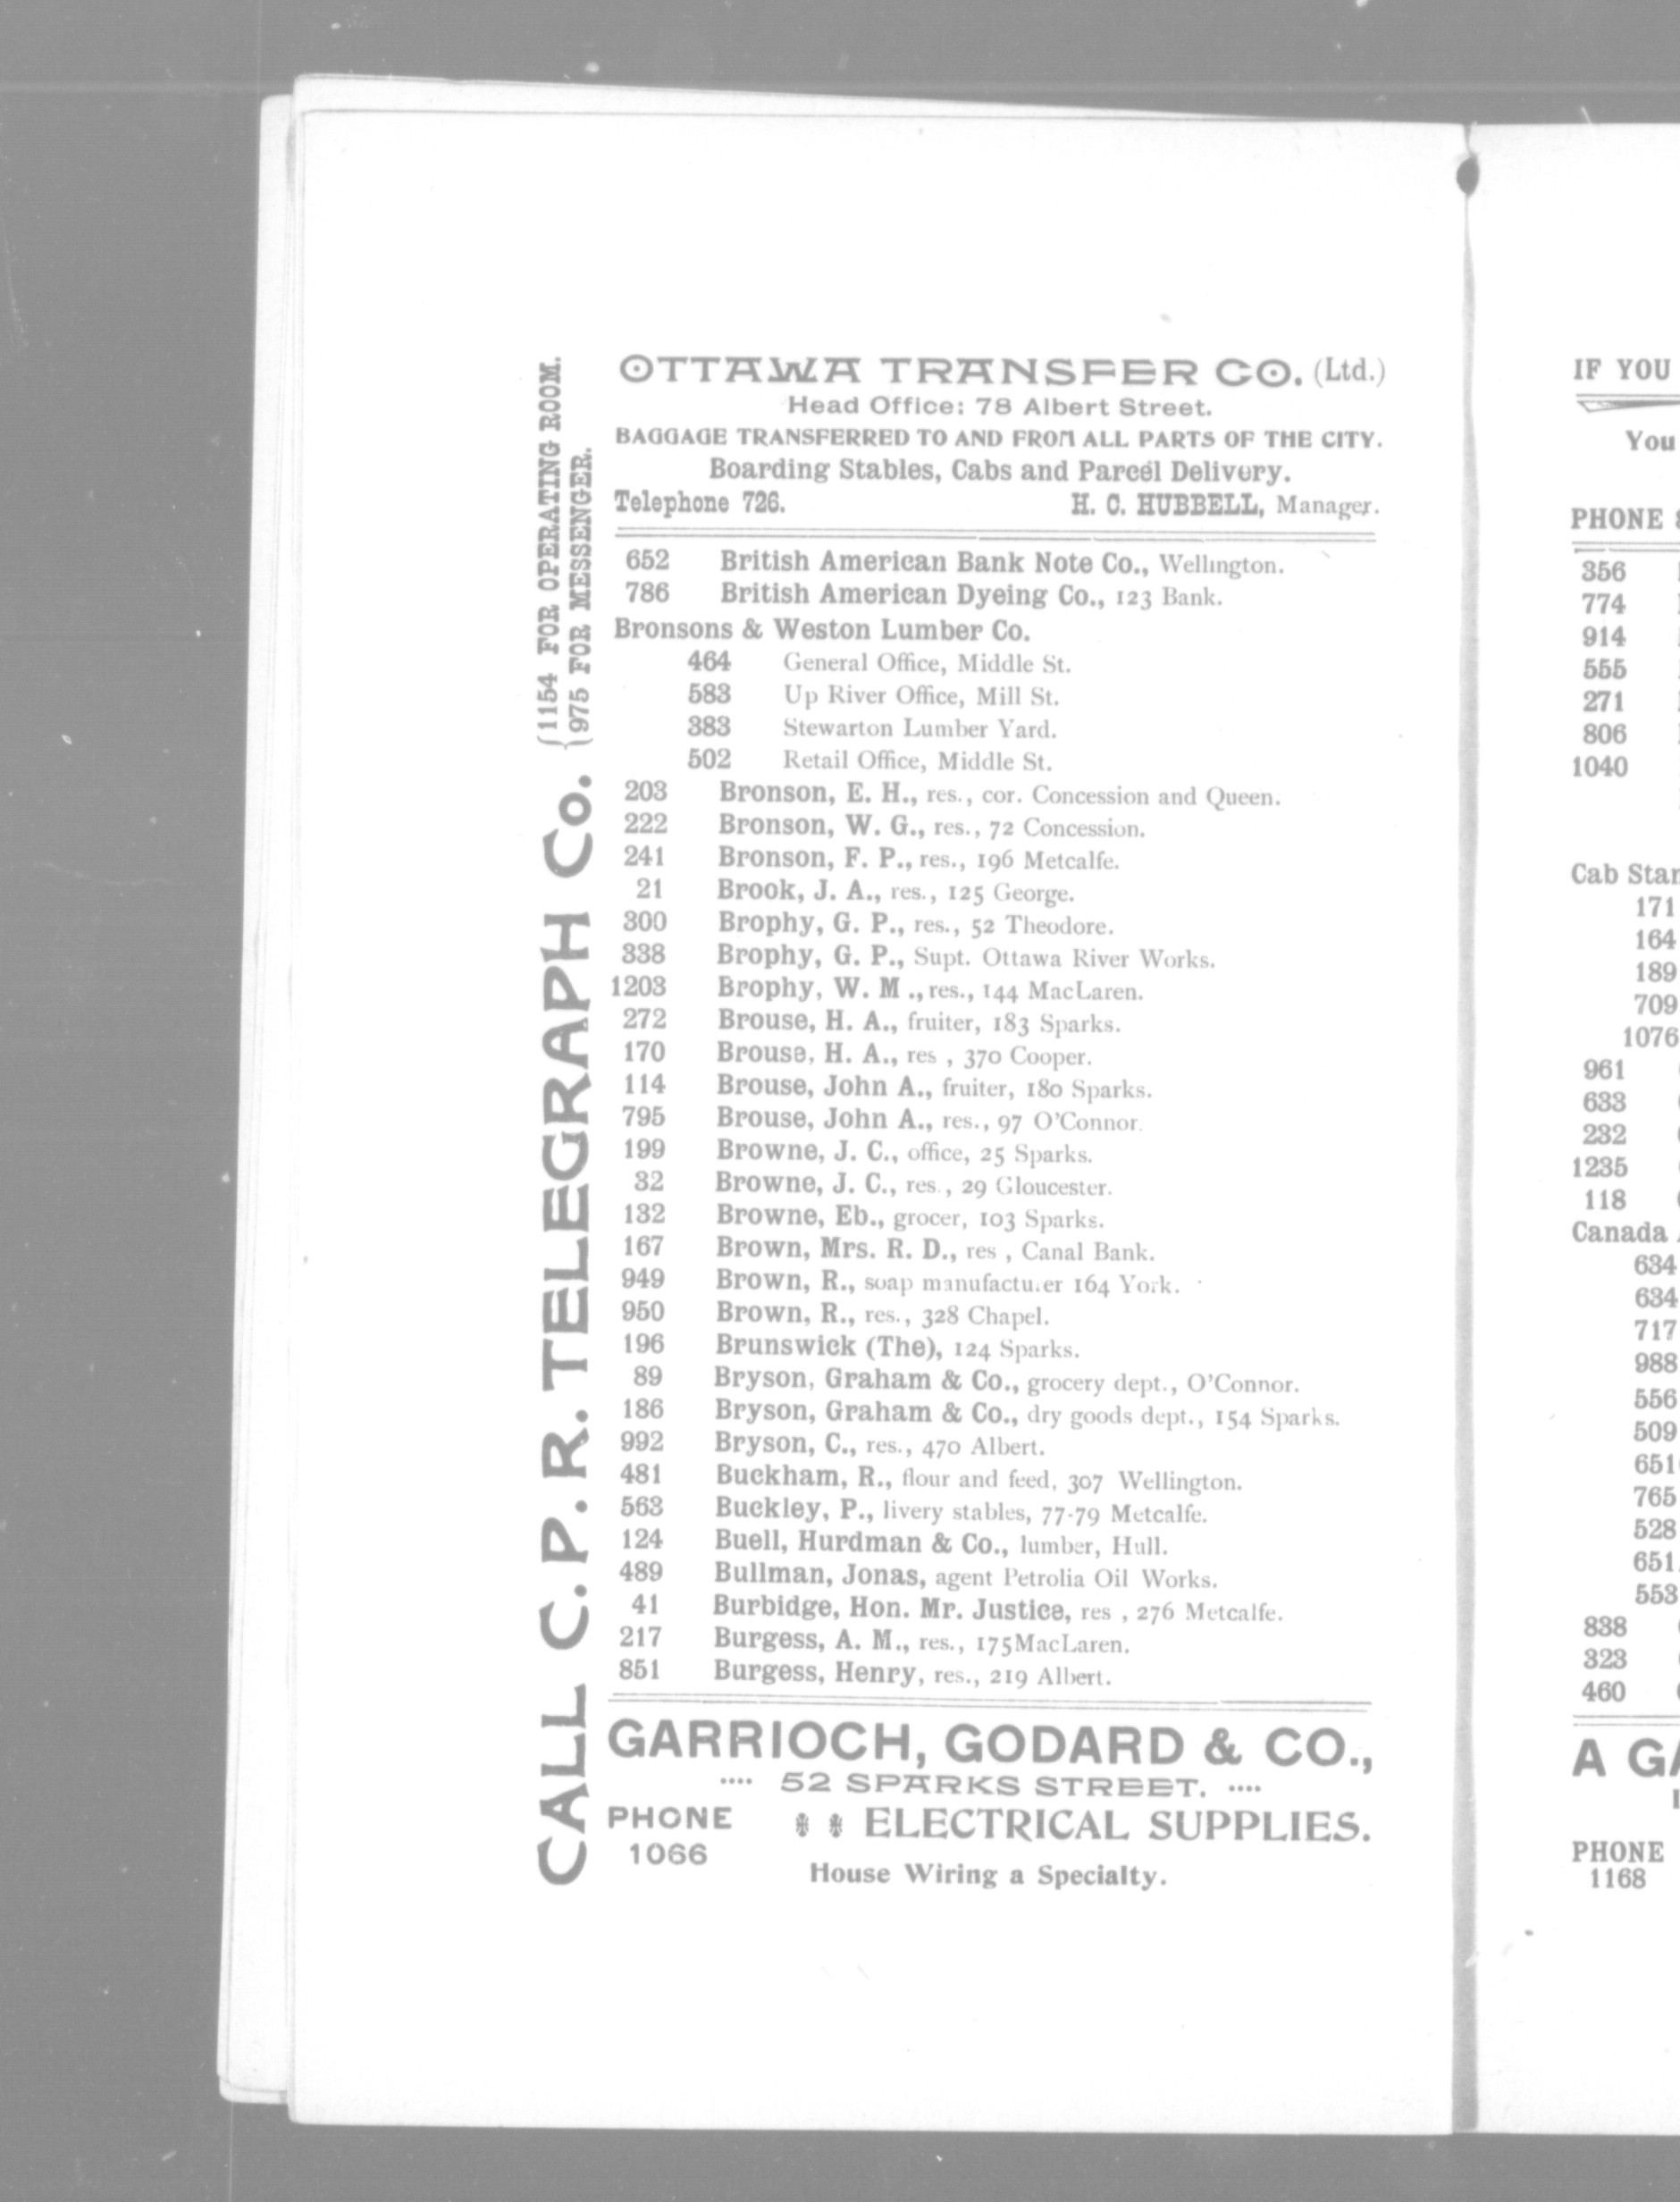 CALL C. P. R. TELEGRAPH Co. {1154 FOR OPERATING ROOM.
{975 FOR MESSENGER.
OTTAWA TRANSFER CO. (Ltd.)
Head Office: 78 Albert Street.
BAGGAGE TRANSFERRED TO AND FROM ALL PARTS OF THE CITY.
Boarding Stables, Cabs and Parcel Delivery.
Telephone 726. H. C. HUBBELL, Manager.
652 British American Bank Note Co., Wellington.
786 British American Dyeing Co., 123 Bank.
Bronsons & Weston Lumber Co.
464 General Office, Middle St.
583 Up River Office, Mill St.
383 Stewarton Lumber Yard.
502 Retail Office, Middle St.
203 Bronson, E. H., res., cor. Concession and Queen.
222 Bronson, W. G., res., 72 Concession.
241 Bronson, F. P., res., 196 Metcalfe.
21 Brook, J. A., res., 125 George.
300 Brophy, G. P., res., 52 Theodore.
338 Brophy, G. P., Supt. Ottawa River Works.
1203 Brophy, W. M ., res., 144 MacLaren.
272 Brouse, H. A., fruiter, 183 Sparks.
170 Brouse, H. A., res , 370 Cooper.
114 Brouse, John A., fruiter, 180 Sparks.
795 Brouse, John A., res., 97 O'Connor.
199 Browne, J. C., office, 25 Sparks.
32 Browne, J. C., res., 29 Gloucester.
132 Browne, Eb., grocer, 103 Sparks.
167 Brown, Mrs. R. D., res , Canal Bank.
949 Brown, R., soap manufacturer 164 York.
950 Brown, R., res., 328 Chapel.
196 Brunswick (The), 124 Sparks.
89 Bryson, Graham & Co., grocery dept., O'Connor.
186 Bryson, Graham & Co., dry goods dept., 154 Sparks.
992 Bryson, C., res., 470 Albert.
481 Buckham, R., flour and feed, 307 Wellington.
563 Buckley, P., livery stables, 77-79 Metcalfe.
124 Buell, Hurdman & Co., lumber, Hull.
489 Bullman, Jonas, agent Petrolia Oil Works.
41 Burbidge, Hon. Mr. Justice, res , 276 Metcalfe.
217 Burgess, A. M., res., 175 MacLaren.
851 Burgess, Henry, res., 219 Albert.
GARRIOCH, GODARD & CO.,
.... 52 SPARKS STREET. ....
PHONE ELECTRICAL SUPPLIES.
1066 House Wiring a Specialty.
IF YOU
You
PHONE
356
774
914
555
271
806
1040
Cab
171
164
189
709
1076
961
633
232
1235
118
Canada
634
634
717
988
556
509
651
765
528
651
553
838
323
460
A
PHONE
1168